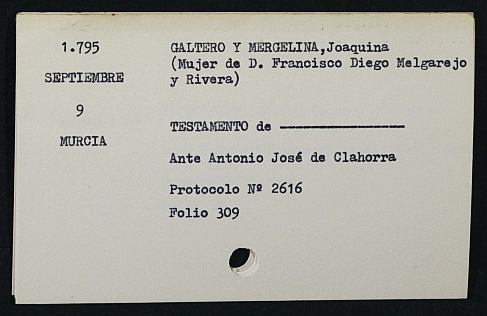 1.795
SEPTIEMBRE
9
MURCIA
GALTERO Y MERGELINA,Joaquina
(Mujer de D. Francisco Diego Melgarejo
y Rivera)
TESTAMENTO de ----------------
Ante Antonio José de Clahorra
Protocolo Nº 2616
Folio 309